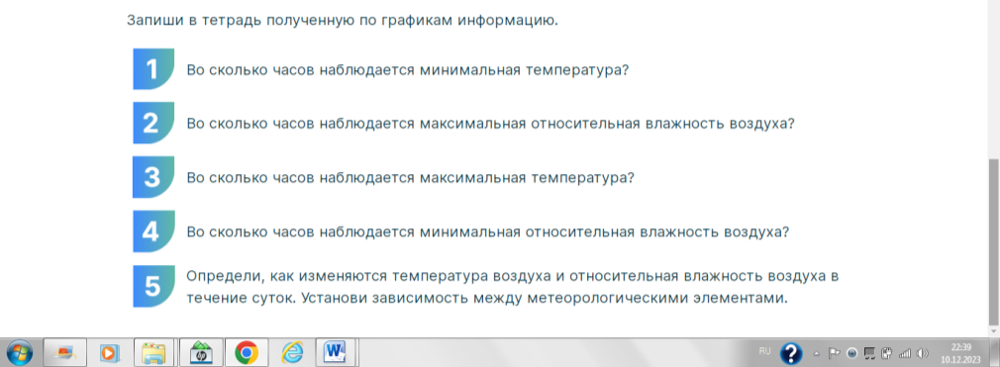 Запиши в тетрадь полученную по графикам информацию.
1 Во сколько часов наблюдается минимальная температура?
2 Во сколько часов наблюдается максимальная относительная влажность воздуха?
3 Во сколько часов наблюдается максимальная температура?
4 Во сколько часов наблюдается минимальная относительная влажность воздуха?
5 Определи, как изменяются температура воздуха и относительная влажность воздуха в
течение суток. Установи зависимость между метеорологическими элементами.
hp
W
RU
?
22:39
10.12.2023